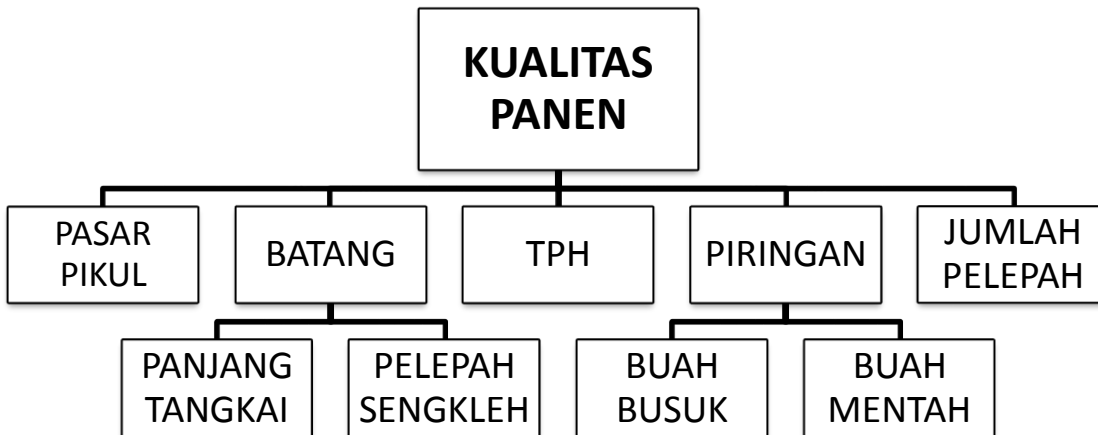 KUALITAS
PANEN
PASAR
PIKUL
BATANG
TPH
PIRINGAN
JUMLAH
PELEPAH
PANJANG
TANGKAI
PELEPAH
SENGKLEH
BUAH
BUSUK
BUAH
MENTAH